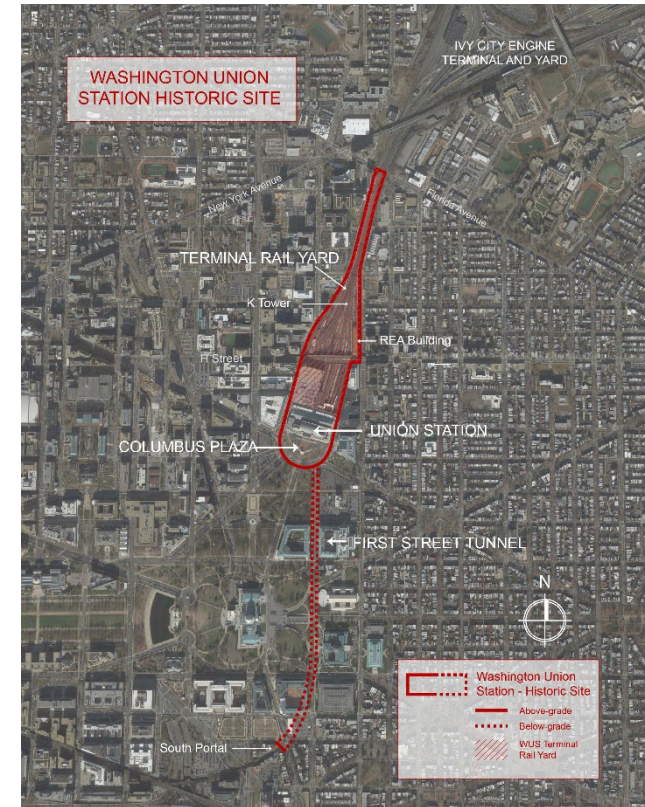 IVY CITY ENGINE
TERMINAL AND YARD
WASHINGTON UNION
STATION HISTORIC SITE
New York Avenue
Florida Avenue
TERMINAL RAIL YARD
K Tower
REA Building
H Street
UNION STATION
COLUMBUS PLAZA
FIRST STREET TUNNEL
N
Washington Union
Station - Historic Site
Above-grade
Below-grade
WUS Terminal
Rail Yard
South Portal